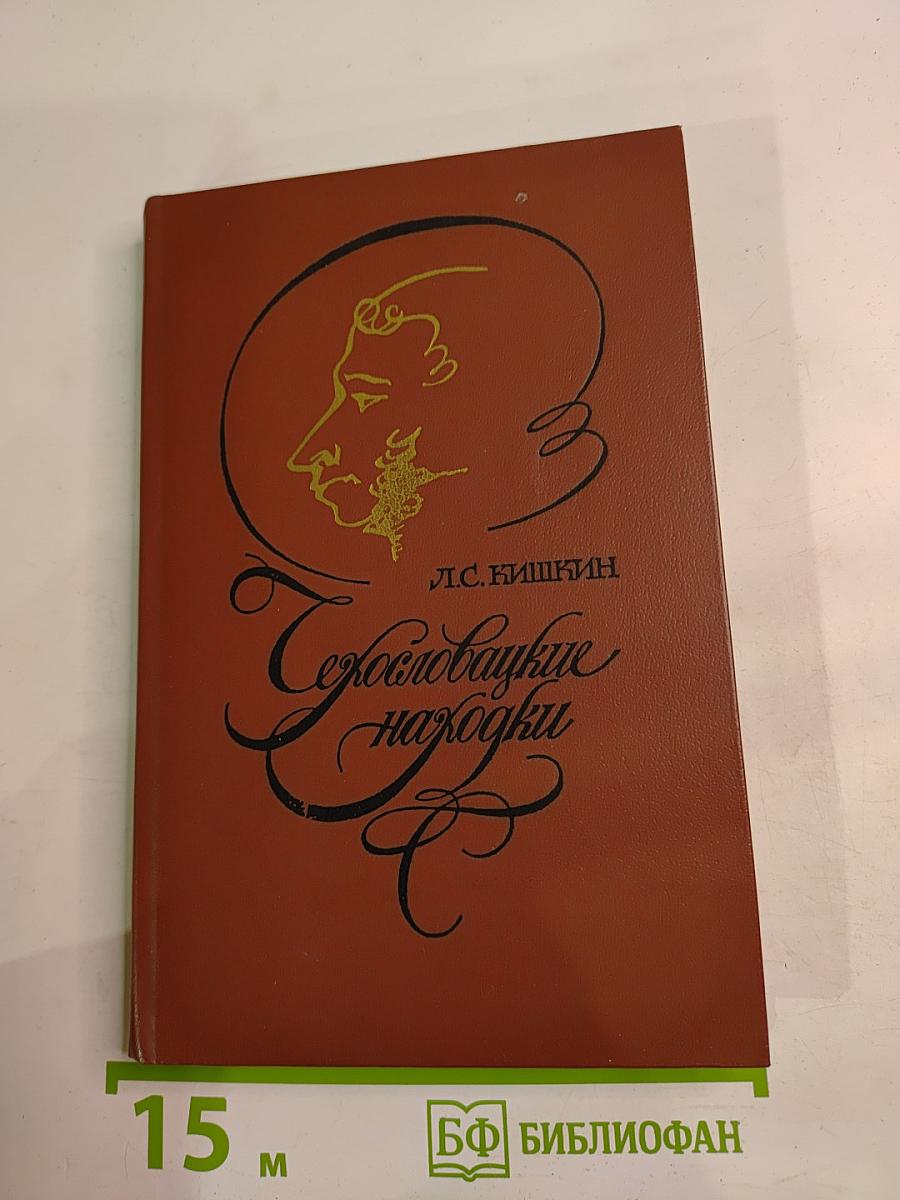 Л.С. КИШКИН
Чехословацкие
находки
15 м
БФ БИБЛИОФАН